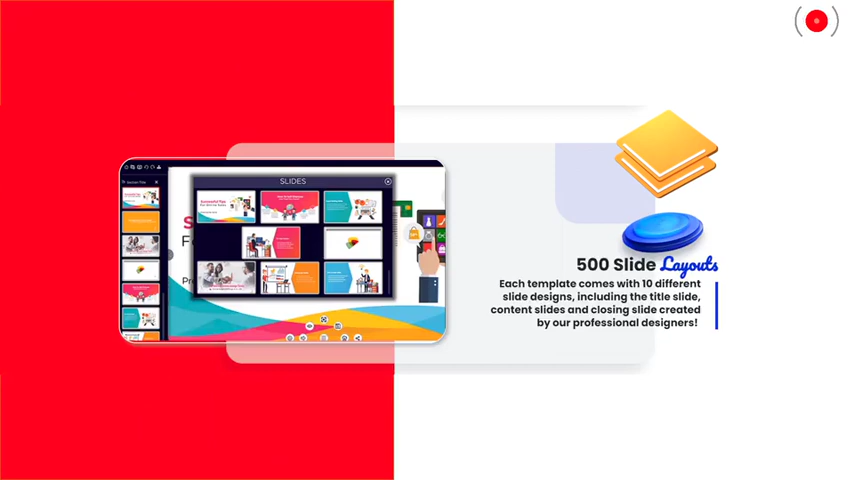 SLIDES
500 Slide Layouts
Each template comes with 10 different
slide designs, including the title slide,
content slides and closing slide created
by our professional designers!